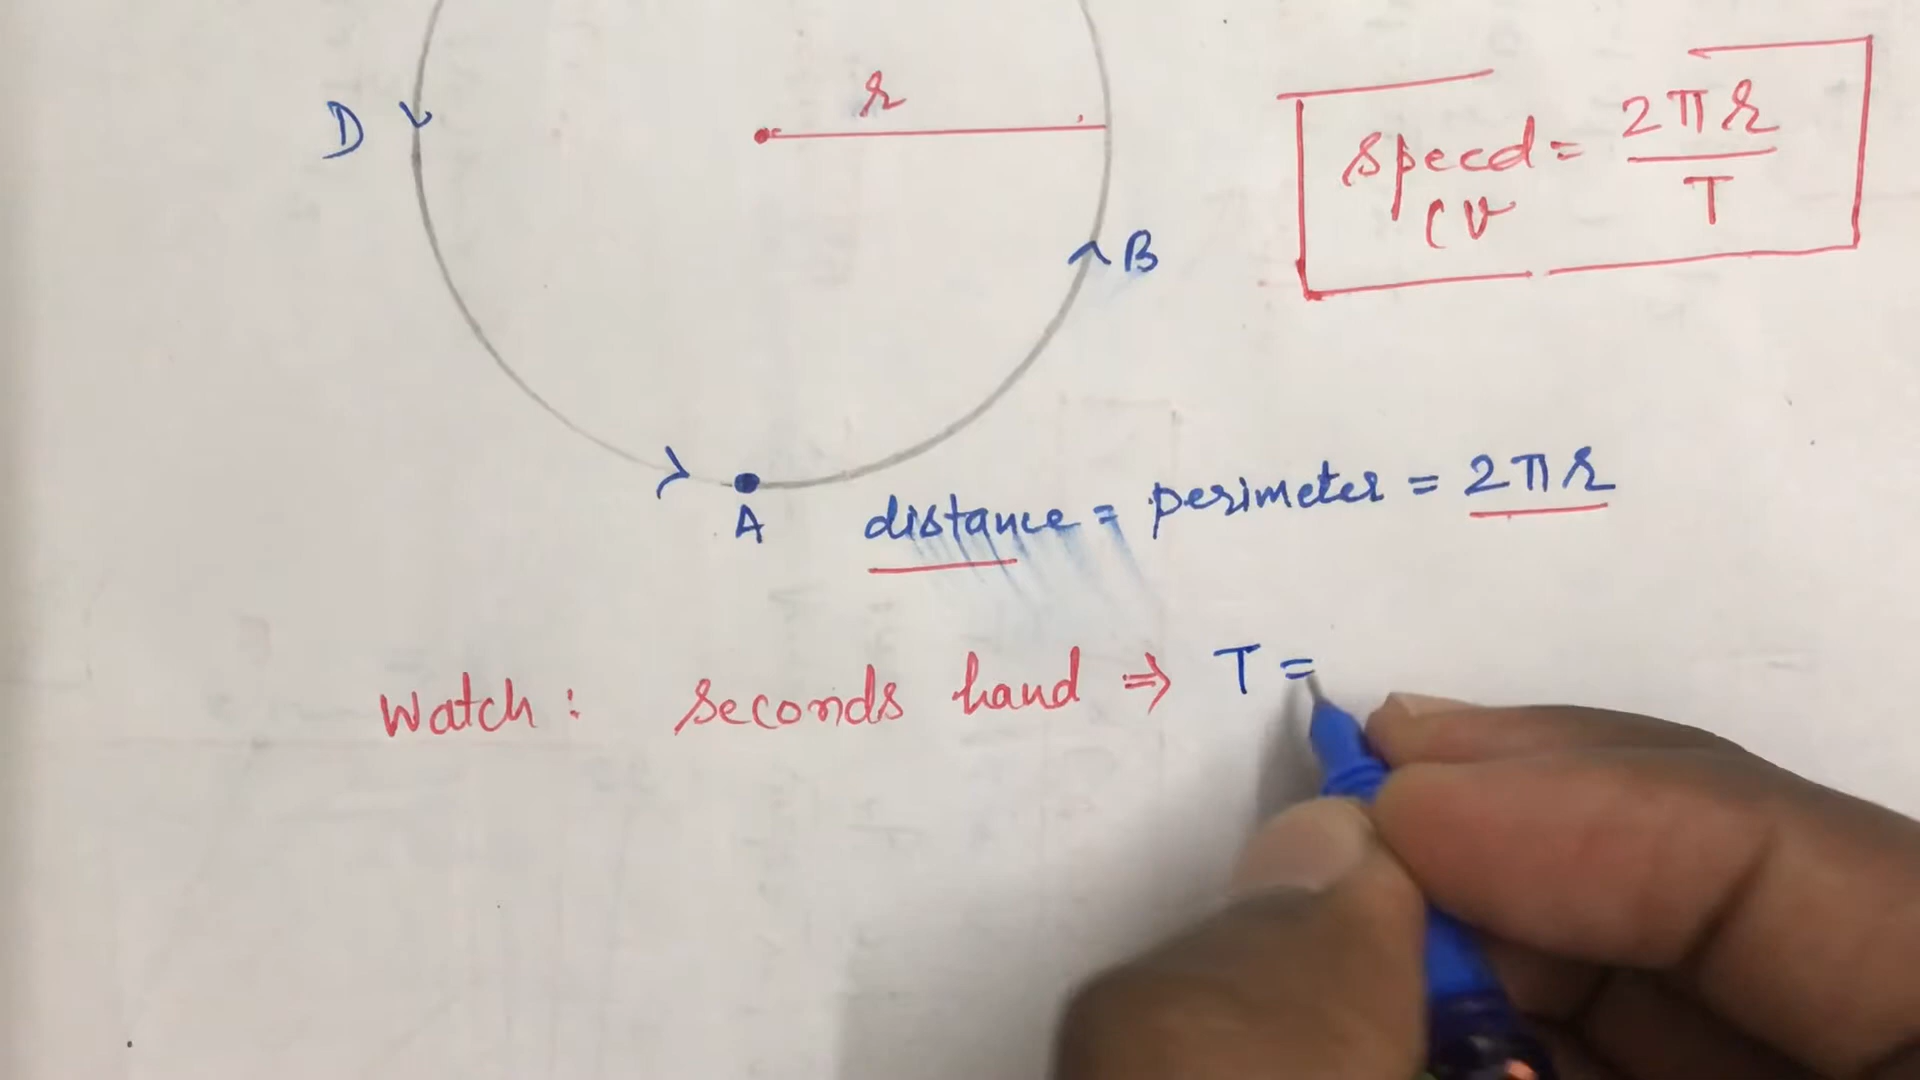 r
D
speed = 2πr / T
(v
B
A
distance = perimeter = 2πr
Watch : seconds hand ⇒ T =